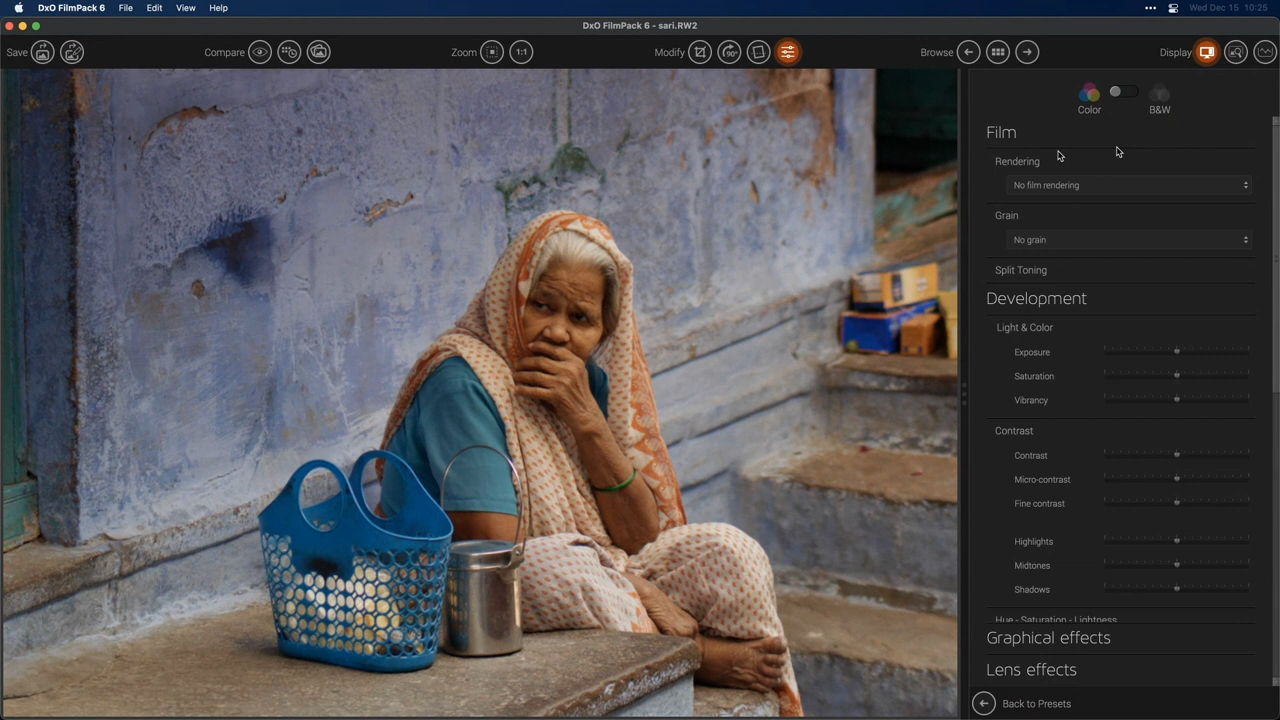 DxO FilmPack 6 File Edit View Help Wed Dec 15 10:25
DxO FilmPack 6 - sari.RW2
Save Compare Zoom 1:1 Modify 90° Browse Display
Color B&W
Film
Rendering
No film rendering
Grain
No grain
Split Toning
Development
Light & Color
Exposure
Saturation
Vibrancy
Contrast
Contrast
Micro-contrast
Fine contrast
Highlights
Midtones
Shadows
Hue - Saturation - Lightness
Graphical effects
Lens effects
Back to Presets